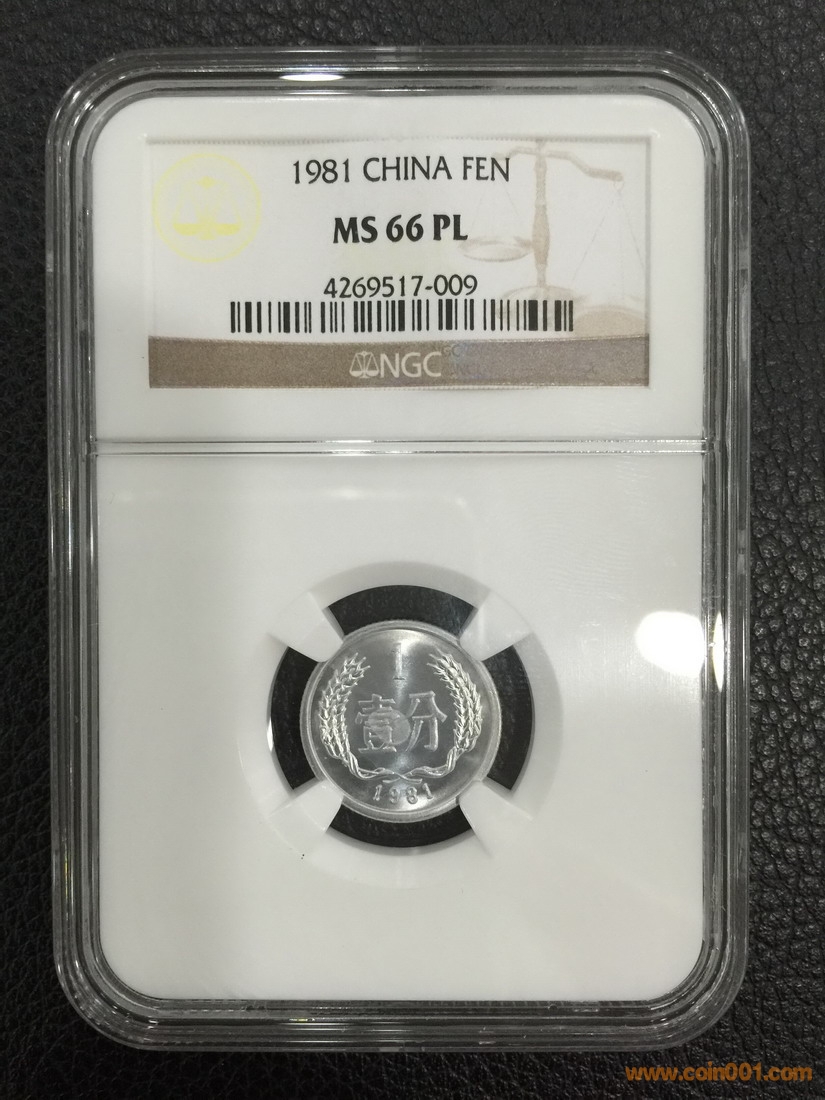 1981 CHINA FEN
MS 66 PL
4269517-009
NGC
1
壹分
1981
www.coin001.com